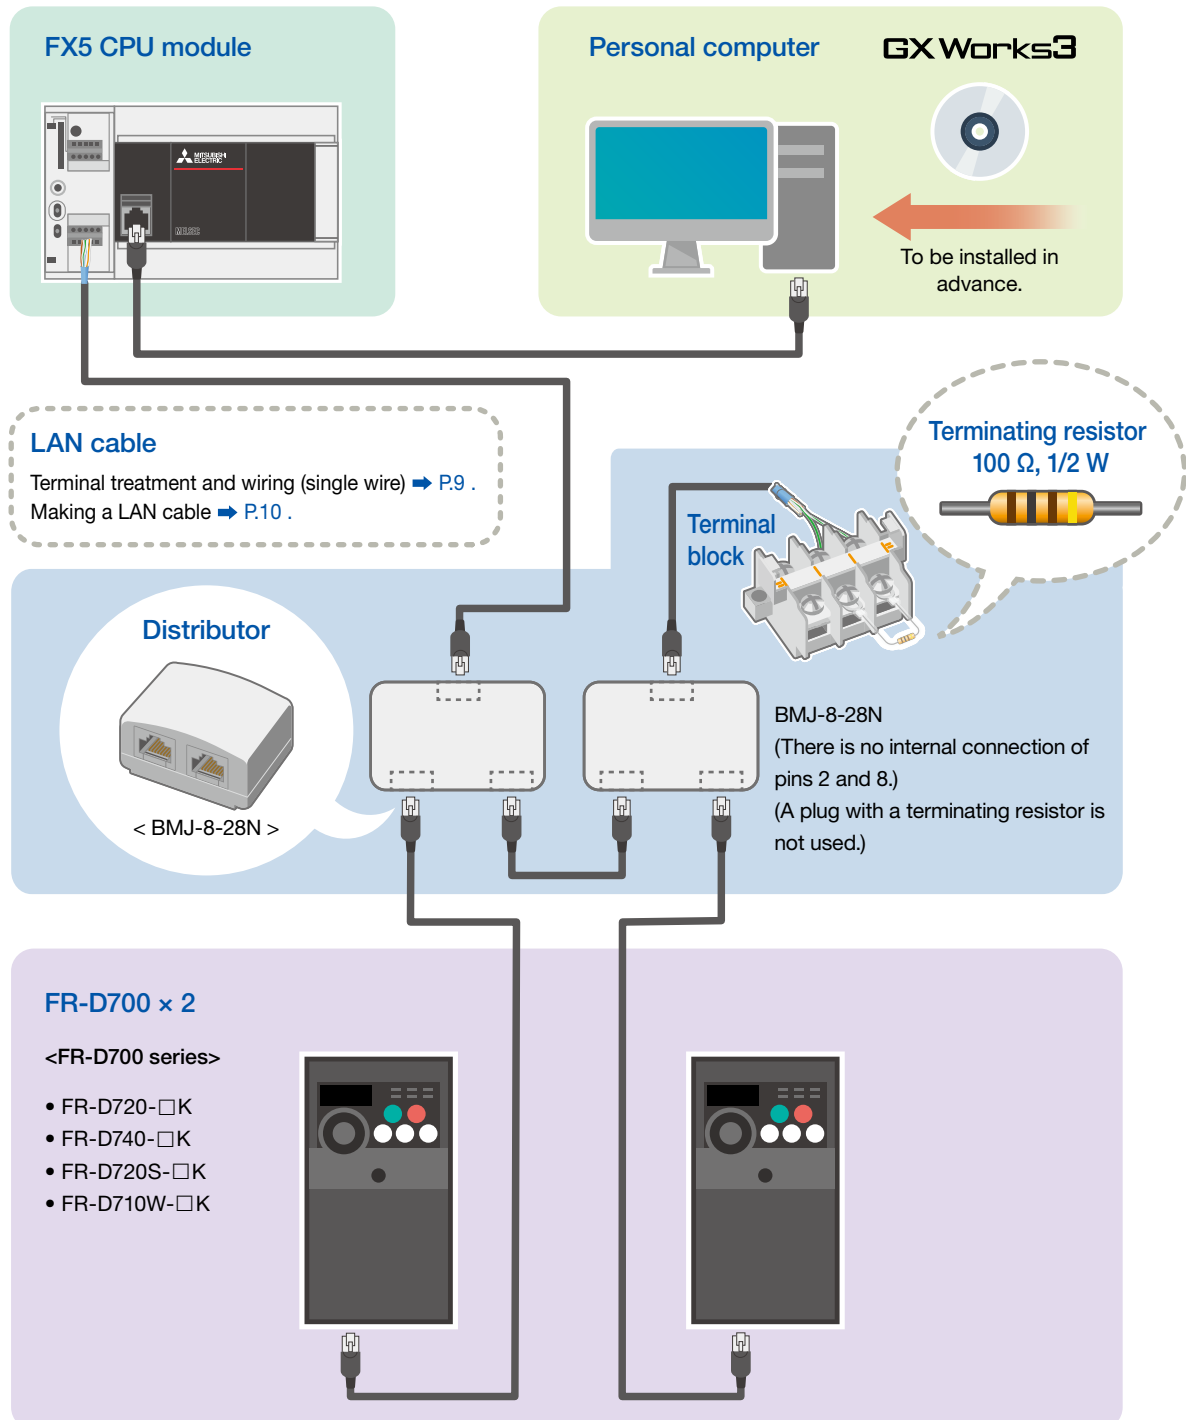 FX5 CPU module
MITSUBISHI
ELECTRIC
MELSEC
Personal computer
GX Works3
To be installed in
advance.
LAN cable
Terminal treatment and wiring (single wire) ➡ P.9 .
Making a LAN cable ➡ P.10 .
Terminating resistor
100 Ω, 1/2 W
Terminal
block
Distributor
< BMJ-8-28N >
BMJ-8-28N
(There is no internal connection of
pins 2 and 8.)
(A plug with a terminating resistor is
not used.)
FR-D700 × 2
<FR-D700 series>
• FR-D720-□K
• FR-D740-□K
• FR-D720S-□K
• FR-D710W-□K